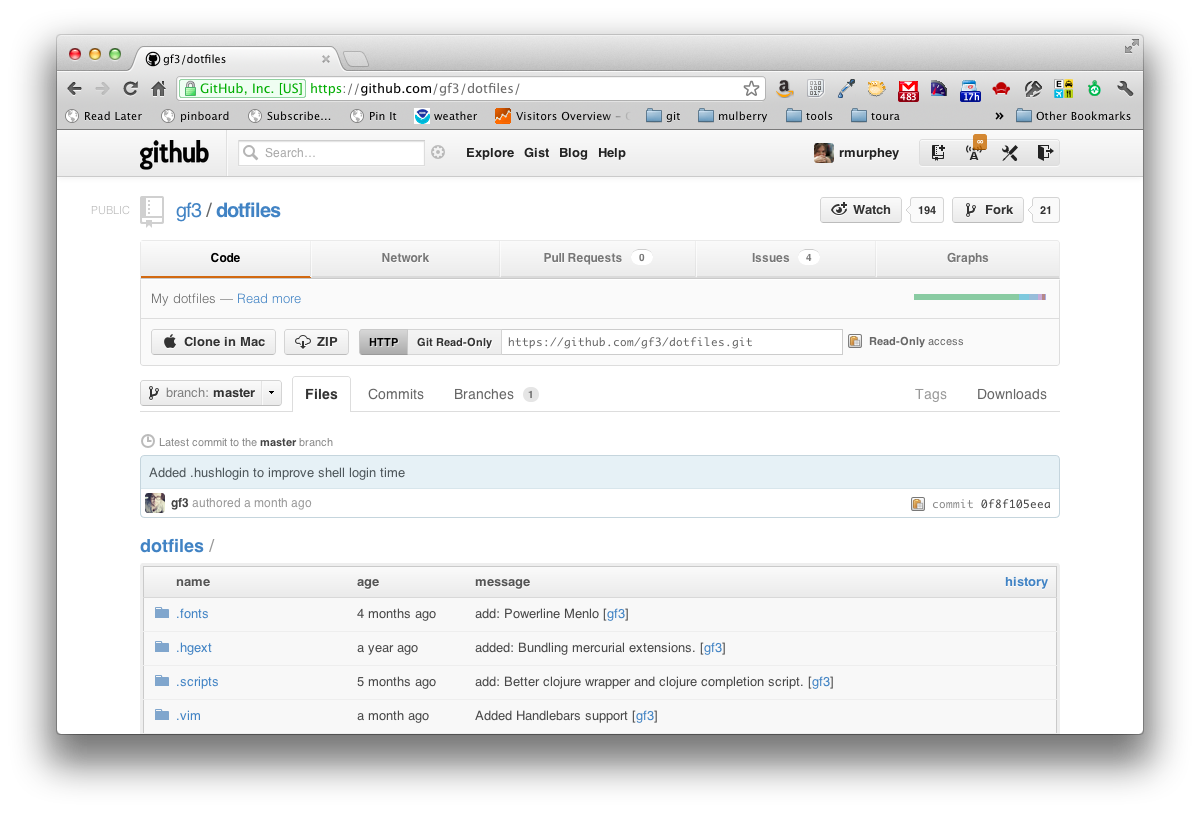 gf3/dotfiles
GitHub, Inc. [US] https://github.com/gf3/dotfiles/
483
17h
Read Later pinboard Subscribe... Pin It weather Visitors Overview – git mulberry tools toura » Other Bookmarks
github Search... Explore Gist Blog Help rmurphey
PUBLIC gf3 / dotfiles Watch 194 Fork 21
Code Network Pull Requests 0 Issues 4 Graphs
My dotfiles — Read more
Clone in Mac ZIP HTTP Git Read-Only https://github.com/gf3/dotfiles.git Read-Only access
branch: master Files Commits Branches 1 Tags Downloads
Latest commit to the master branch
Added .hushlogin to improve shell login time
gf3 authored a month ago commit 0f8f105eea
dotfiles /
name age message history
.fonts 4 months ago add: Powerline Menlo [gf3]
.hgext a year ago added: Bundling mercurial extensions. [gf3]
.scripts 5 months ago add: Better clojure wrapper and clojure completion script. [gf3]
.vim a month ago Added Handlebars support [gf3]